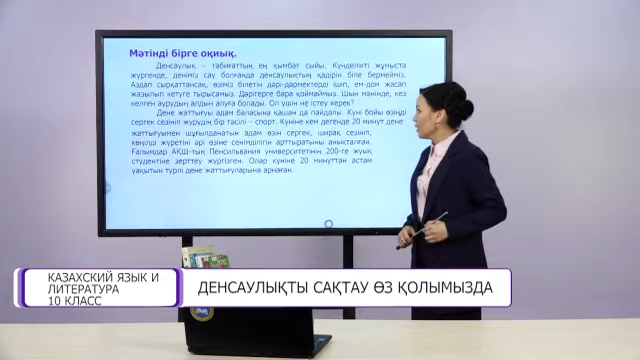 Мәтінді бірге оқиық.
Денсаулық – табиғаттың ең қымбат сыйы. Күнделікті жұмыста
жүргенде, деніміз сау болғанда денсаулықтың қадірін біле бермейміз.
Аздап сырқаттансақ, өзіміз білетін дәрі-дәрмектерді ішіп, ем-дом жасап
жазылып кетуге тырысамыз. Дәрігерге бара қоймаймыз. Шын мәнінде, кез
келген аурудың алдын алуға болады. Ол үшін не істеу керек?
Дене жаттығуы адам баласына қашан да пайдалы. Күні бойы өзіңді
сергек сезініп жүрудің бір тәсілі – спорт. Күніне кем дегенде 20 минут дене
жаттығуымен шұғылданатын адам өзін сергек, ширақ сезініп,
көңілді жүретіні әрі өзіне сенімділігін арттыратыны анықталған.
Ғалымдар АҚШ-тың Пенсильвания университетінің 200-ге жуық
студентіне зерттеу жүргізген. Олар күніне 20 минуттан астам
уақытын түрлі дене жаттығуларына арнаған.
КАЗАХСКИЙ ЯЗЫК И
ЛИТЕРАТУРА
10 КЛАСС
ДЕНСАУЛЫҚТЫ САҚТАУ ӨЗ ҚОЛЫМЫЗДА